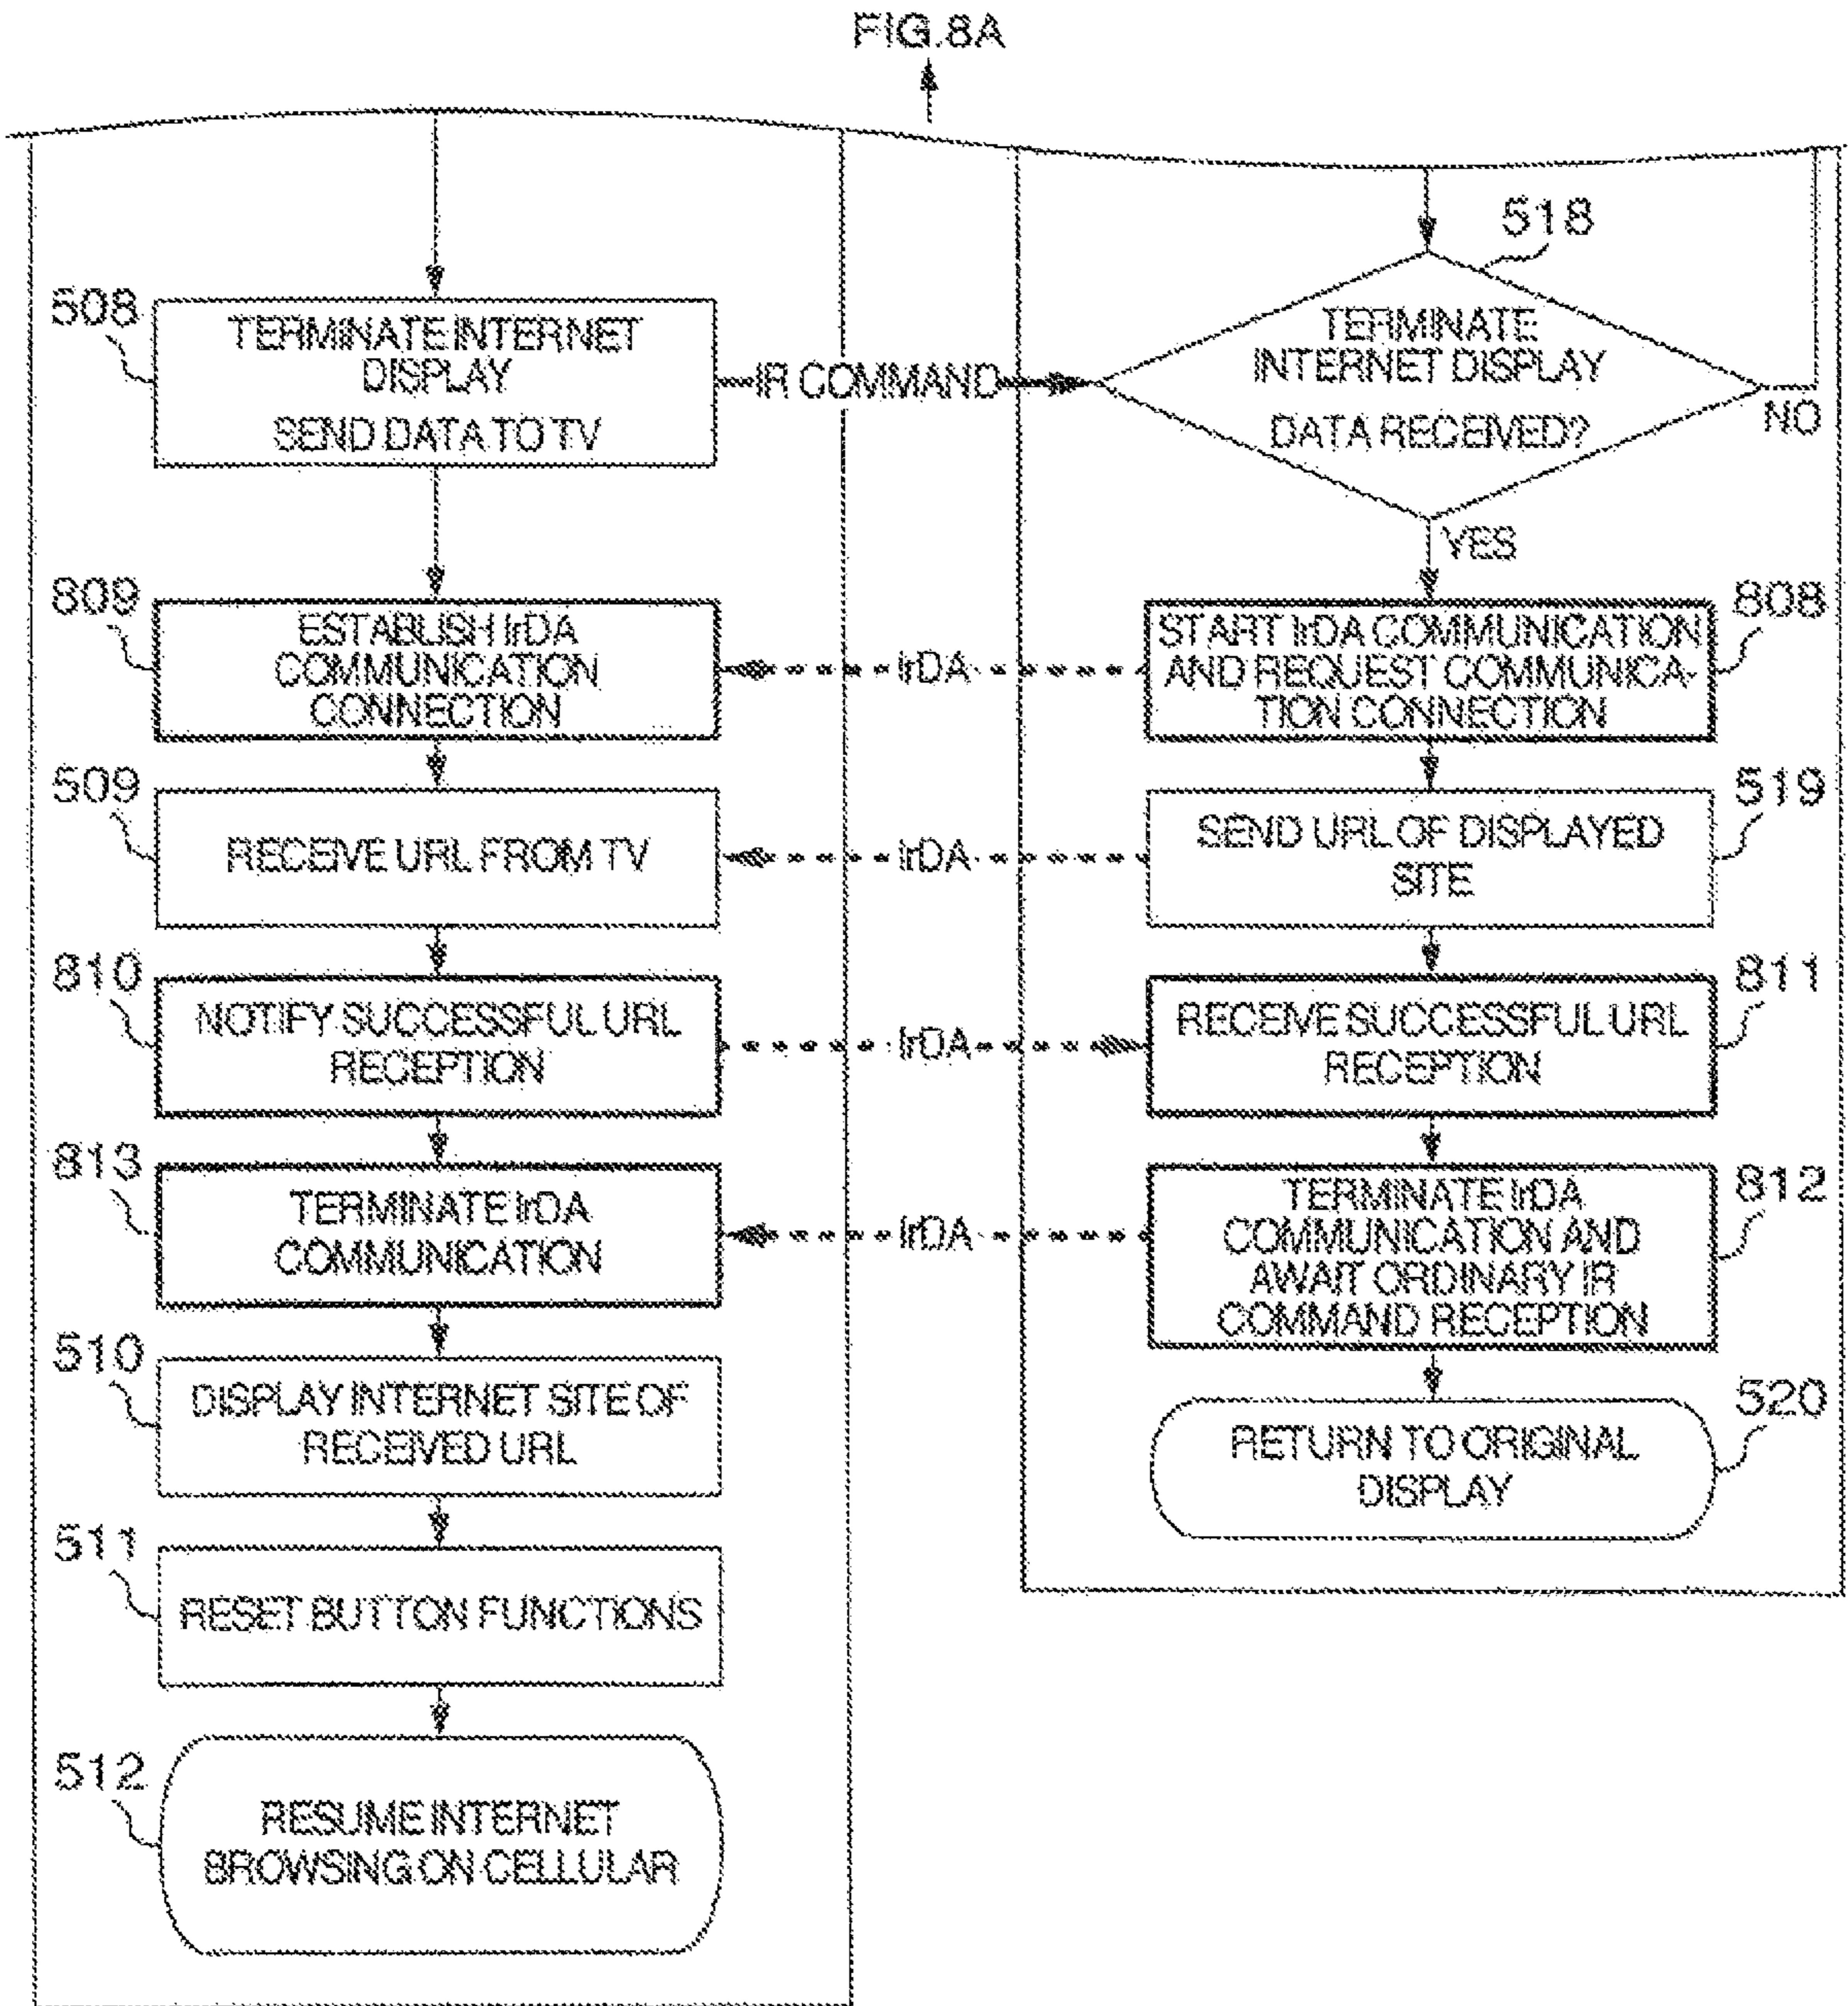 FIG.8A
508
TERMINATE INTERNET
DISPLAY
SEND DATA TO TV
IR COMMAND
518
TERMINATE
INTERNET DISPLAY
DATA RECEIVED?
NO
YES
809
ESTABLISH IrDA
COMMUNICATION
CONNECTION
IrDA
808
START IrDA COMMUNICATION
AND REQUEST COMMUNICA-
TION CONNECTION
509
RECEIVE URL FROM TV
IrDA
519
SEND URL OF DISPLAYED
SITE
810
NOTIFY SUCCESSFUL URL
RECEPTION
IrDA
811
RECEIVE SUCCESSFUL URL
RECEPTION
813
TERMINATE IrDA
COMMUNICATION
IrDA
812
TERMINATE IrDA
COMMUNICATION AND
AWAIT ORDINARY IR
COMMAND RECEPTION
510
DISPLAY INTERNET SITE OF
RECEIVED URL
520
RETURN TO ORIGINAL
DISPLAY
511
RESET BUTTON FUNCTIONS
512
RESUME INTERNET
BROWSING ON CELLULAR